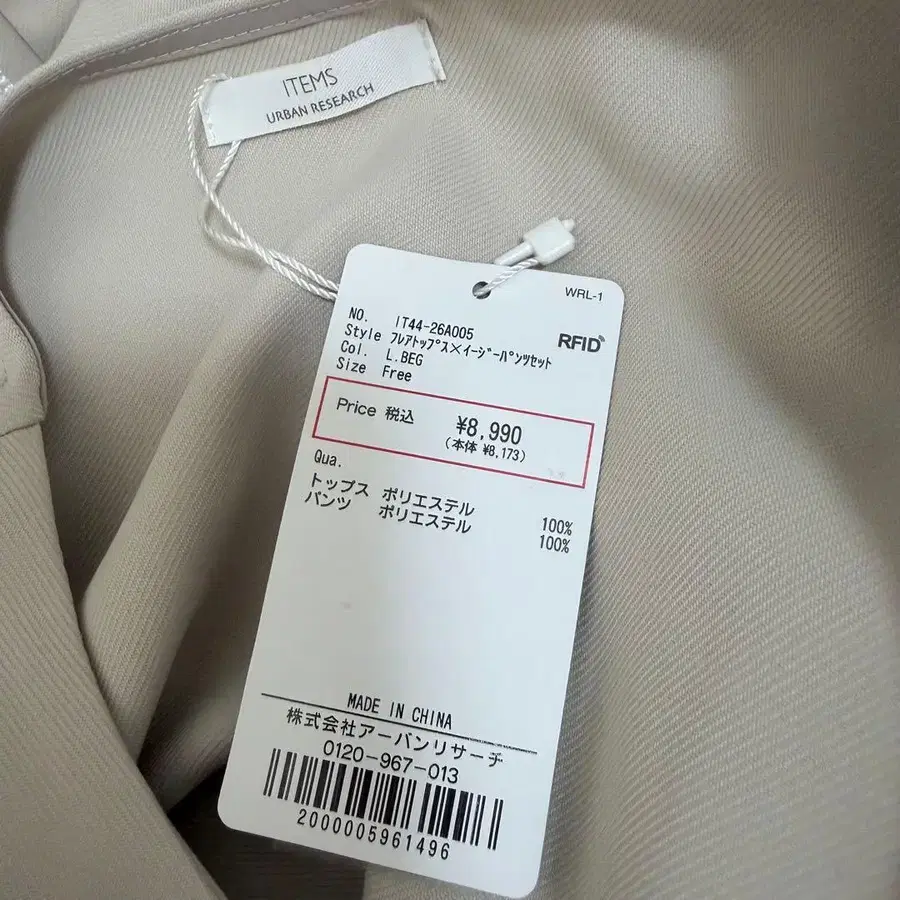 ITEMS
URBAN RESEARCH
WRL-1
RFID
NO. IT44-26A005
Style フレアトップス×イージーパンツセット
Col. L.BEG
Size Free
Price 税込 ¥8,990
(本体 ¥8,173)
Qua.
トップス ポリエステル 100%
パンツ ポリエステル 100%
MADE IN CHINA
株式会社アーバンリサーチ
0120-967-013
2000005961496